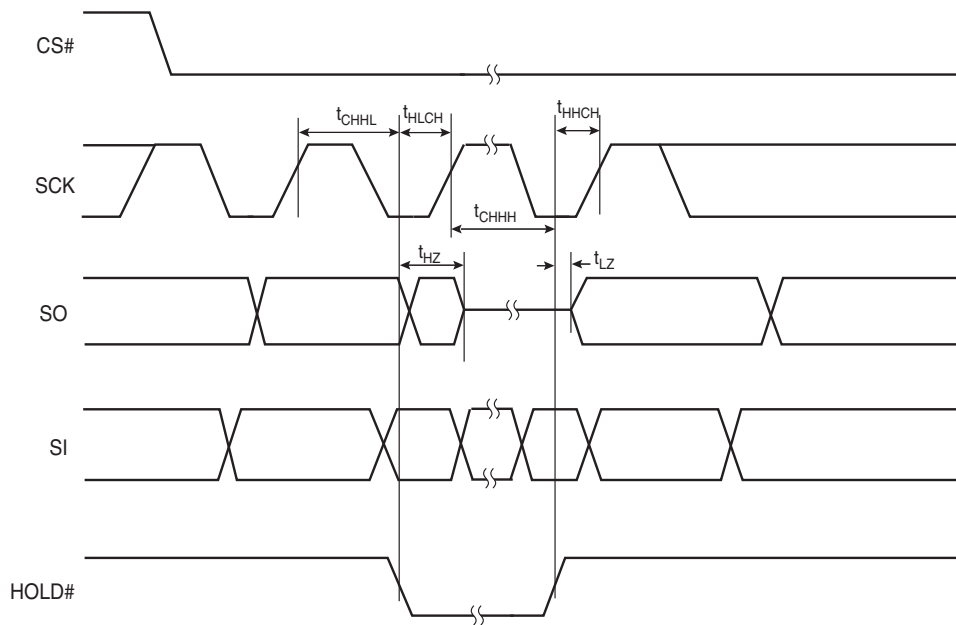 CS#
tCHHL
tHLCH
tHHCH
SCK
tCHHH
tHZ
tLZ
SO
SI
HOLD#